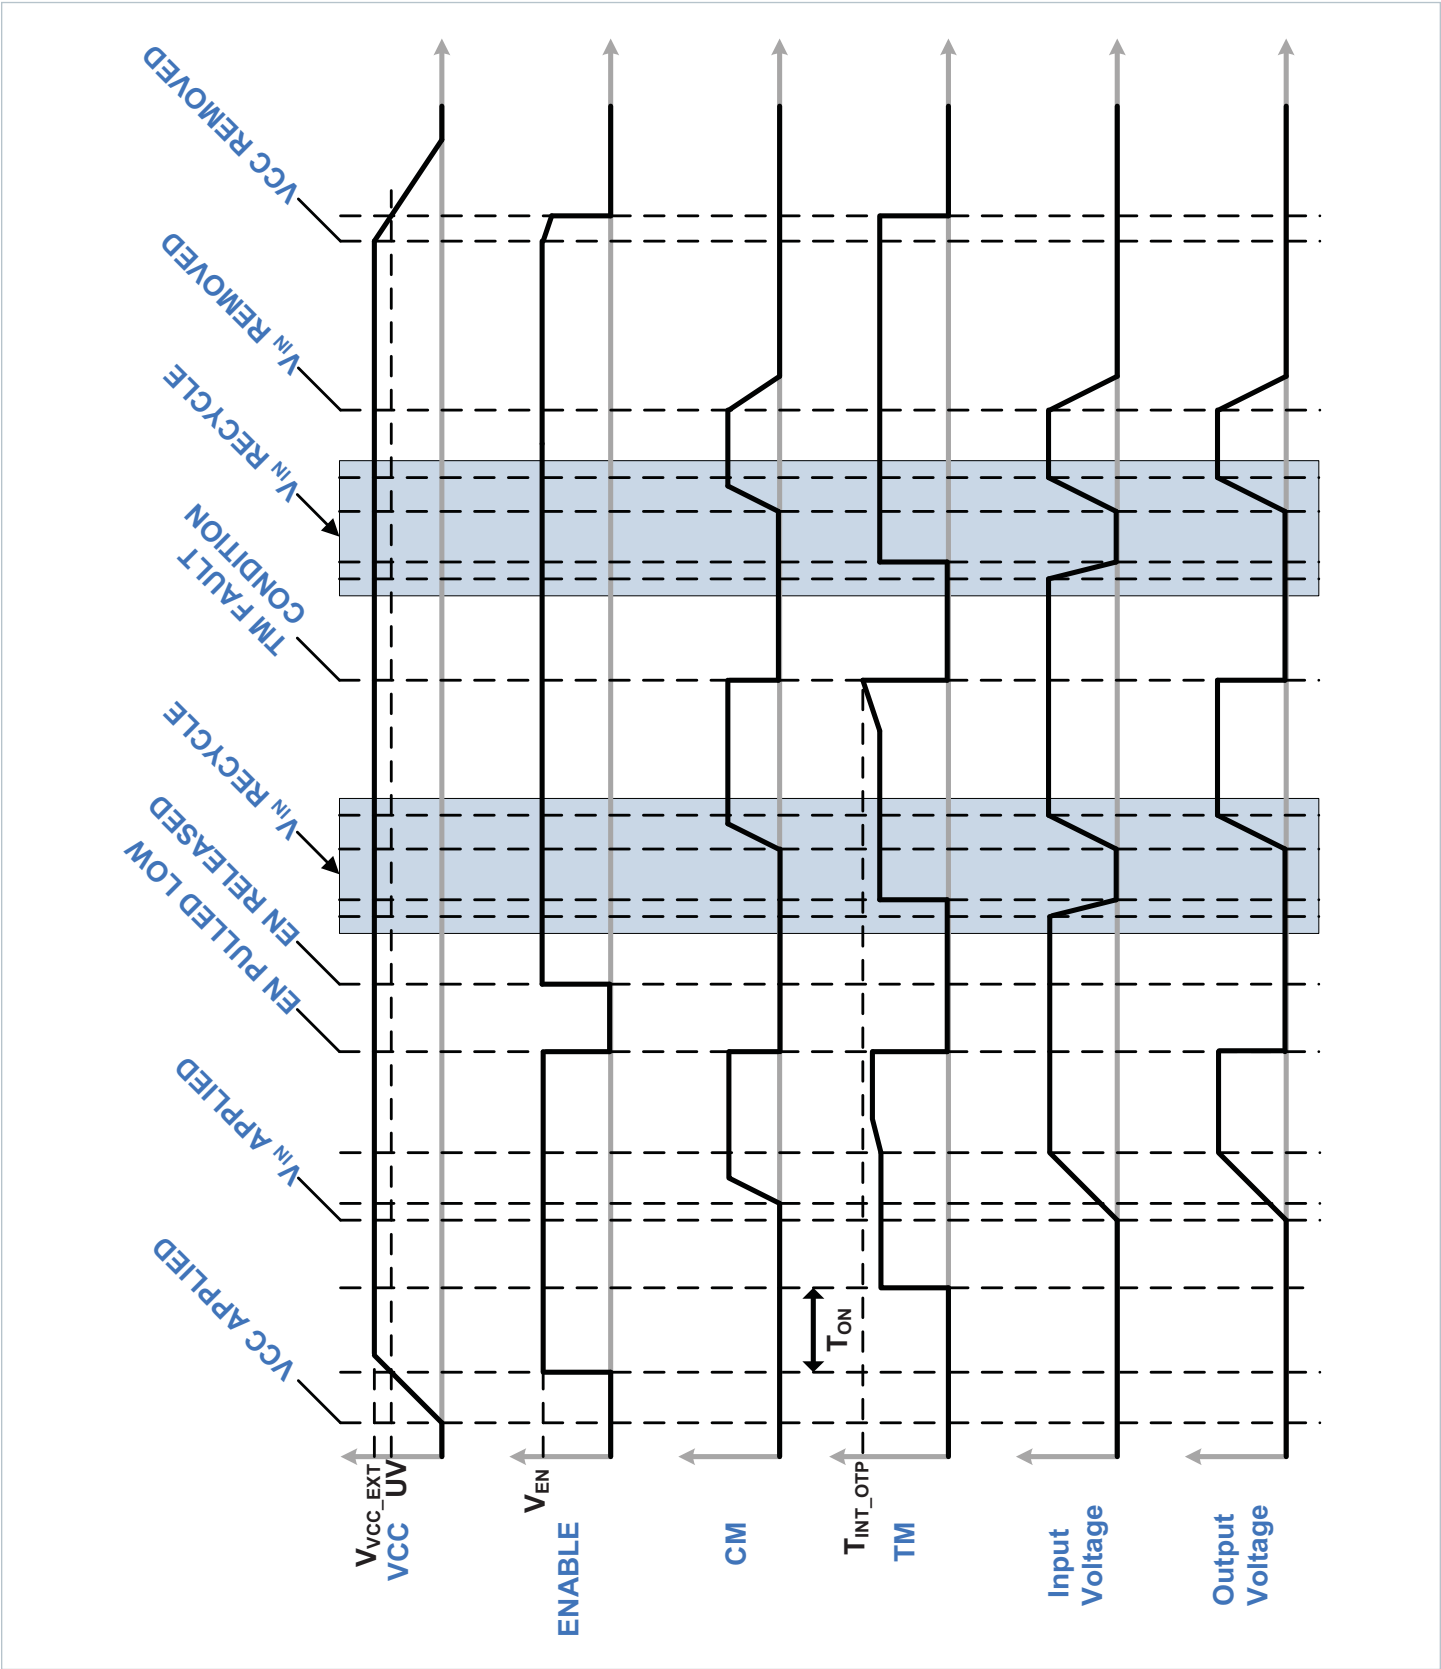 VCC APPLIED
VIN APPLIED
EN PULLED LOW
EN RELEASED
VIN RECYCLE
TM FAULT
CONDITION
VIN RECYCLE
VIN REMOVED
VCC REMOVED
VVCC_EXT
UV
VCC
VEN
ENABLE
CM
TON
TINT_OTP
TM
Input
Voltage
Output
Voltage